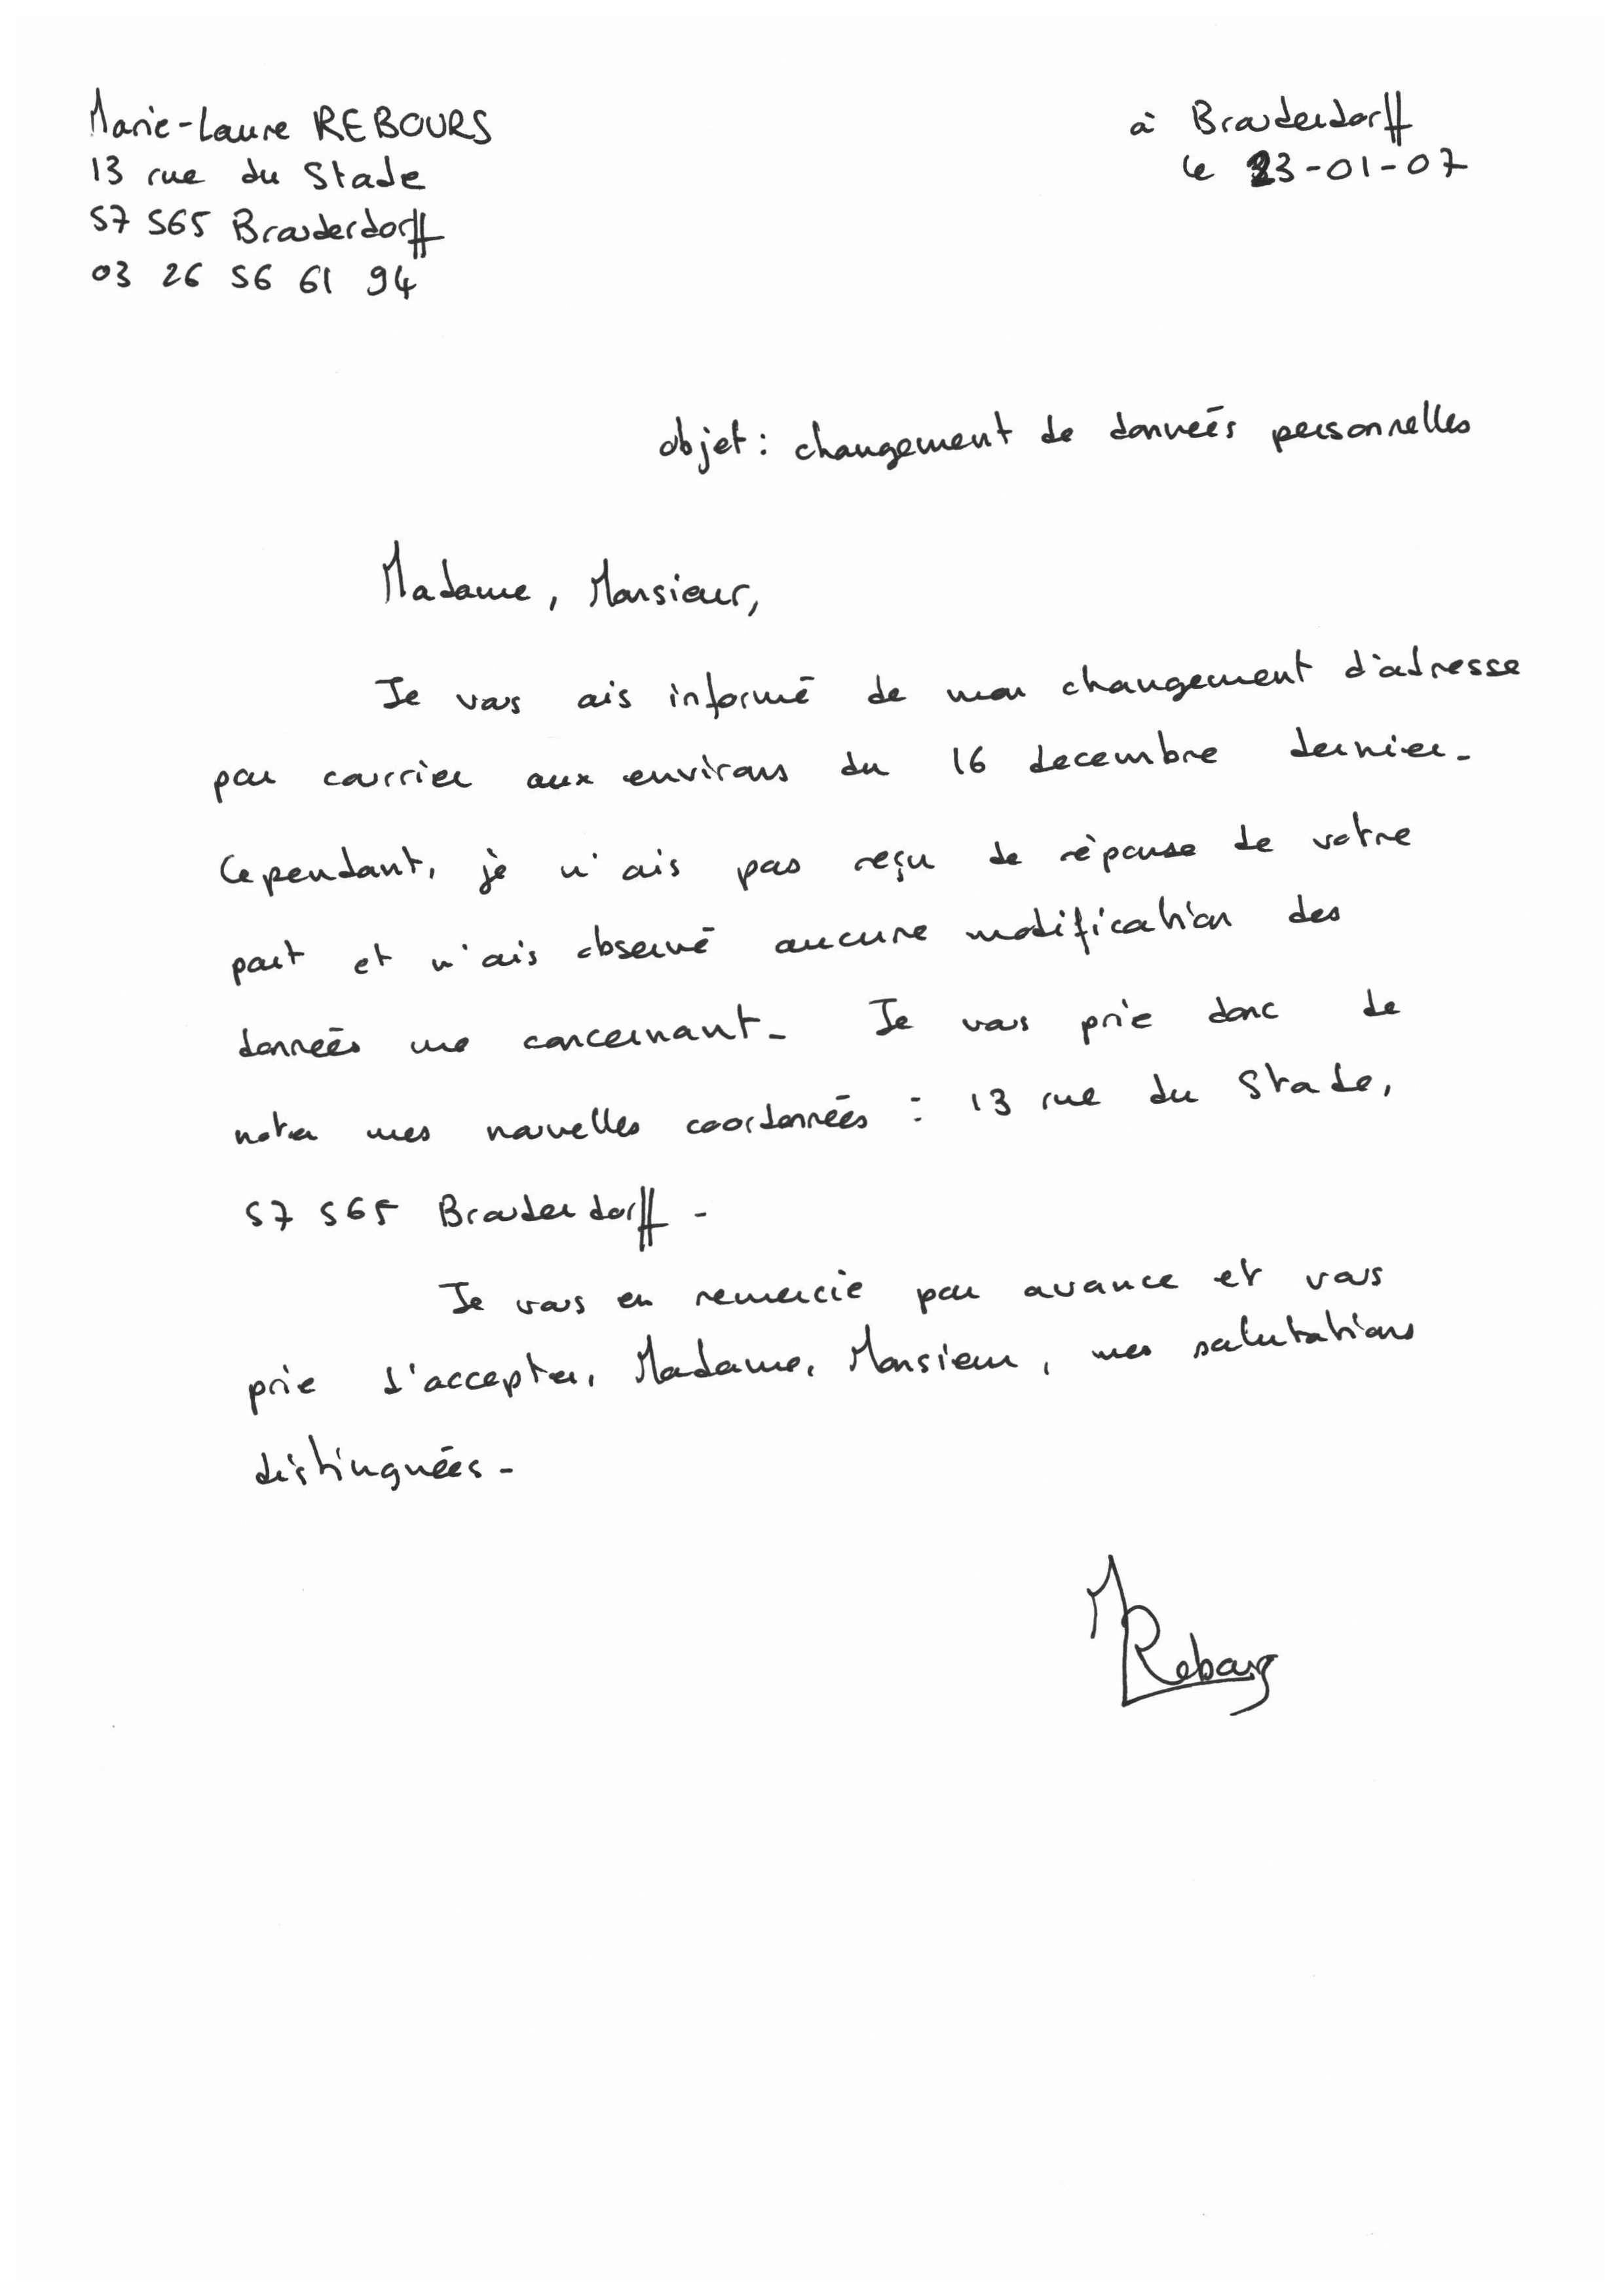 Marie-Laure REBOURS
13 rue du Stade
57 565 Brouderdorff
03 26 56 61 94
à Brouderdorff
le 23-01-07
objet : changement de données personnelles
Madame, Monsieur,
Je vous ais informé de mon changement d'adresse
par courrier aux environs du 16 decembre dernier.
Cependant, je n'ais pas reçu de réponse de votre
part et n'ais observé aucune modification des
données me concernant. Je vous prie donc de
noter mes nouvelles coordonnées : 13 rue du Stade,
57 565 Brouderdorff.
Je vous en remercie par avance et vous
prie d'accepter, Madame, Monsieur, mes salutations
distinguées.
MRebours